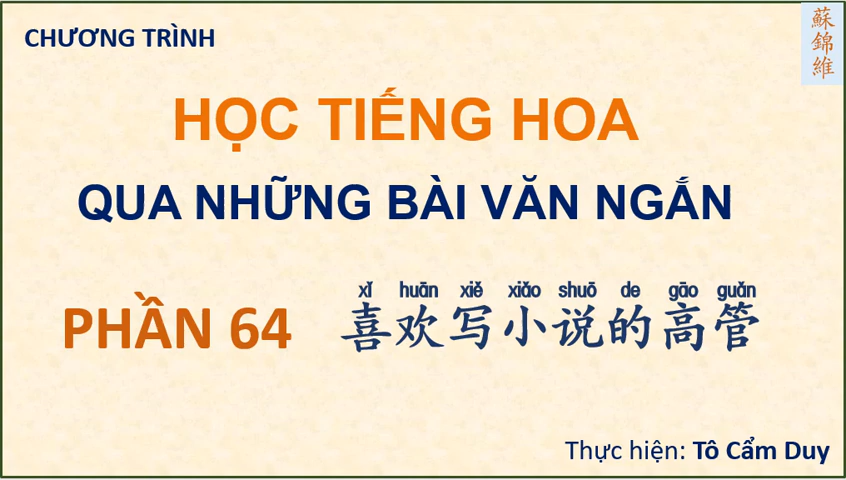 CHƯƠNG TRÌNH
蘇錦維
HỌC TIẾNG HOA
QUA NHỮNG BÀI VĂN NGẮN
PHẦN 64
xǐ huān xiě xiǎo shuō de gāo guǎn
喜欢写小说的高管
Thực hiện: Tô Cẩm Duy